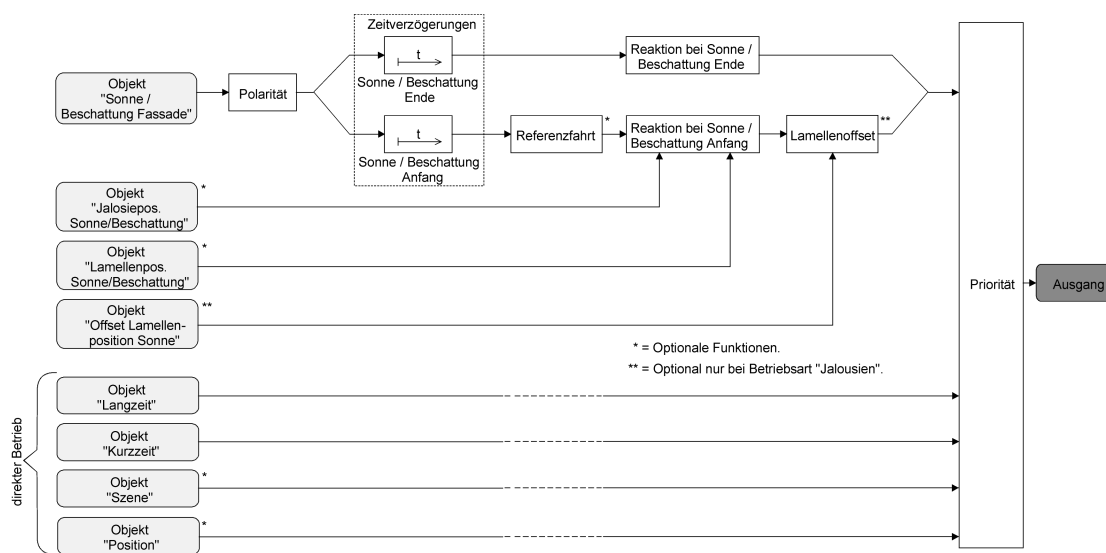 Zeitverzögerungen
t
Sonne / Beschattung
Ende
Reaktion bei Sonne /
Beschattung Ende
Objekt
"Sonne /
Beschattung Fassade"
Polarität
t
Sonne / Beschattung
Anfang
Referenzfahrt
*
Reaktion bei Sonne /
Beschattung Anfang
Lamellenoffset
**
Objekt
"Jalosiepos.
Sonne/Beschattung"
*
Objekt
"Lamellenpos.
Sonne/Beschattung"
*
Objekt
"Offset Lamellen-
position Sonne"
**
Priorität
Ausgang
* = Optionale Funktionen.
** = Optional nur bei Betriebsart "Jalousien".
direkter Betrieb
Objekt
"Langzeit"
Objekt
"Kurzzeit"
Objekt
"Szene"
*
Objekt
"Position"
*